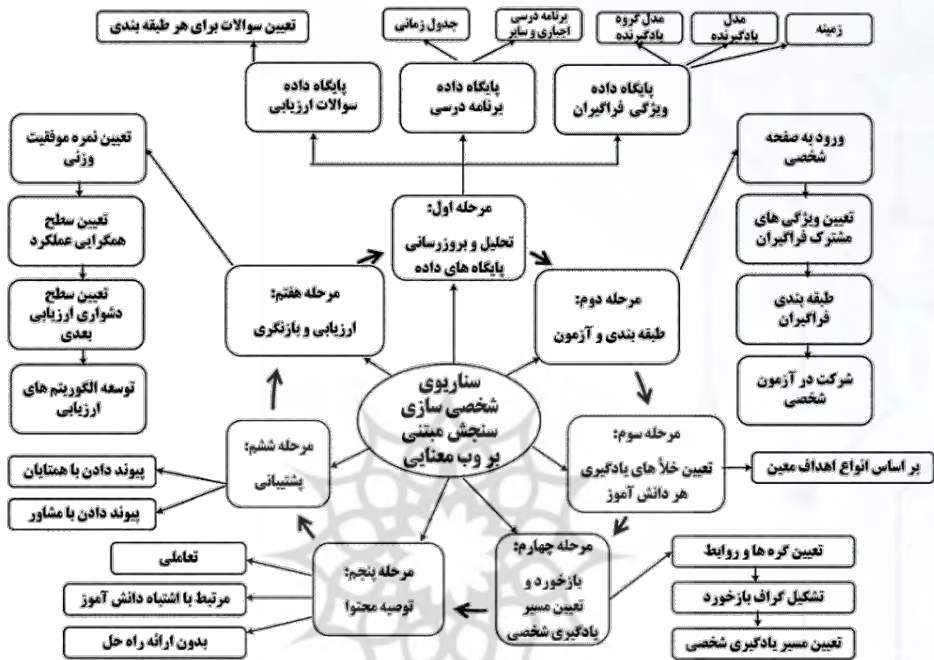 تعیین سوالات برای هر طبقه بندی
جدول زمانی
برنامه درسی
اجباری و سایر
مدل گروه
یادگیرنده
مدل
یادگیرنده
زمینه
پایگاه داده
سوالات ارزیابی
پایگاه داده
برنامه درسی
پایگاه داده
ویژگی فراگیران
تعیین نمره موفقیت
وزنی
تعیین سطح
همگرایی عملکرد
تعیین سطح
دشواری ارزیابی
بعدی
توسعه الگوریتم های
ارزیابی
ورود به صفحه
شخصی
تعیین ویژگی های
مشترک فراگیران
طبقه بندی
فراگیران
شرکت در آزمون
شخصی
مرحله اول:
تحلیل و بروزرسانی
پایگاه های داده
مرحله دوم:
طبقه بندی و آزمون
مرحله هفتم:
ارزیابی و بازنگری
سناریوی
شخصی سازی
سنجش مبتنی
بر وب معنایی
مرحله سوم:
تعیین خلأ های یادگیری
هر دانش آموز
بر اساس انواع اهداف معین
مرحله ششم:
پشتیبانی
پیوند دادن با همتایان
پیوند دادن با مشاور
مرحله چهارم:
بازخورد و
تعیین مسیر
یادگیری شخصی
تعیین گره ها و روابط
تشکیل گراف بازخورد
تعیین مسیر یادگیری شخصی
مرحله پنجم:
توصیه محتوا
تعاملی
مرتبط با اشتباه دانش آموز
بدون ارائه راه حل